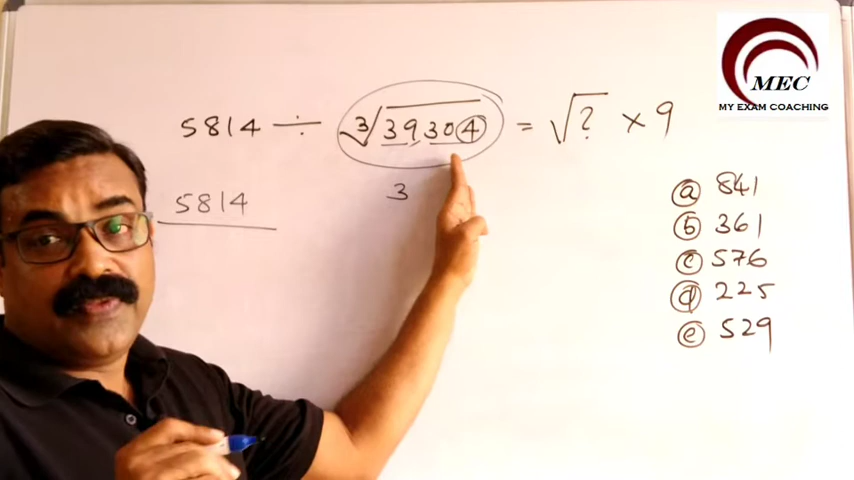 MEC
MY EXAM COACHING
5814 ÷ ∛39304 = √? × 9
5814
3
ⓐ 841
ⓑ 361
ⓒ 576
ⓓ 225
ⓔ 529